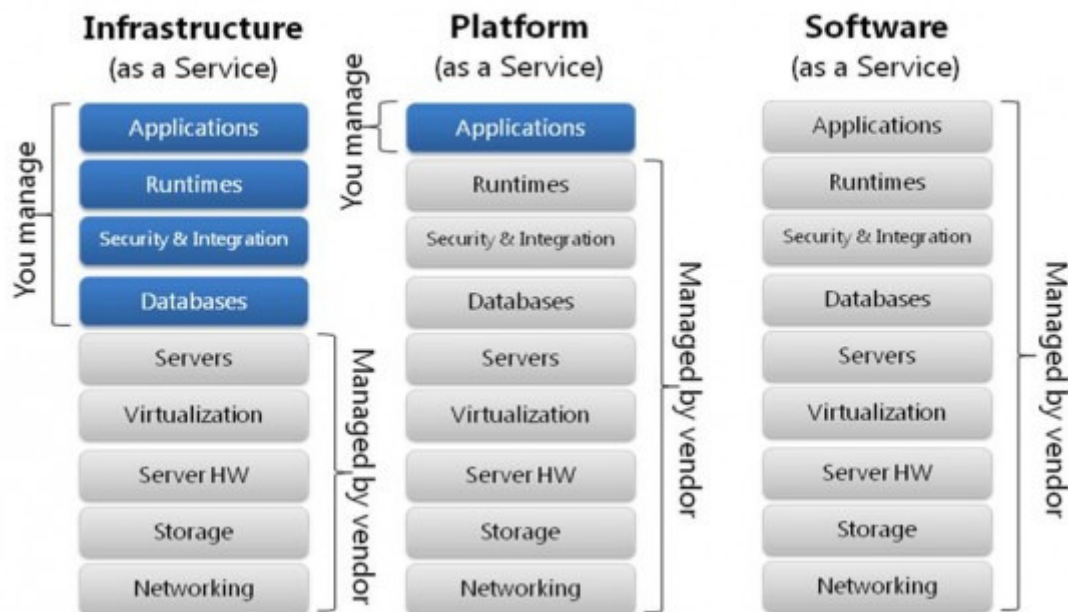 Infrastructure
(as a Service)
You manage
Applications
Runtimes
Security & Integration
Databases
Servers
Virtualization
Server HW
Storage
Networking
Managed by vendor
Platform
(as a Service)
You manage
Applications
Runtimes
Security & Integration
Databases
Servers
Virtualization
Server HW
Storage
Networking
Managed by vendor
Software
(as a Service)
Applications
Runtimes
Security & Integration
Databases
Servers
Virtualization
Server HW
Storage
Networking
Managed by vendor